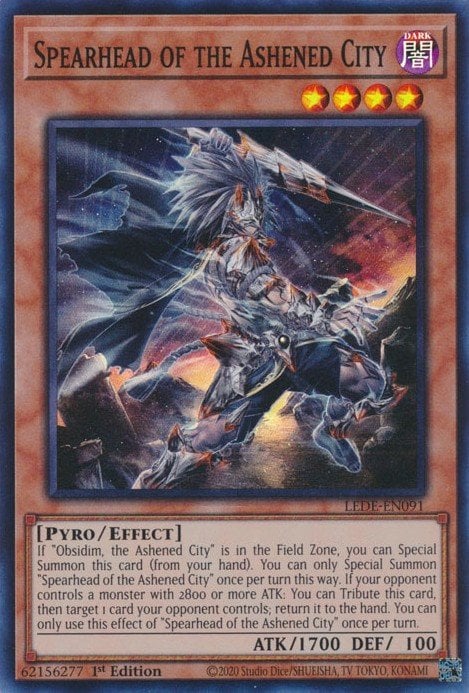 SPEARHEAD OF THE ASHENED CITY
DARK
闇
LEDE-EN091
[PYRO/EFFECT]
If "Obsidim, the Ashened City" is in the Field Zone, you can Special
Summon this card (from your hand). You can only Special Summon
"Spearhead of the Ashened City" once per turn this way. If your opponent
controls a monster with 2800 or more ATK: You can Tribute this card,
then target 1 card your opponent controls; return it to the hand. You can
only use this effect of "Spearhead of the Ashened City" once per turn.
ATK/1700 DEF/ 100
62156277 1st Edition ©2020 Studio Dice/SHUEISHA, TV TOKYO, KONAMI